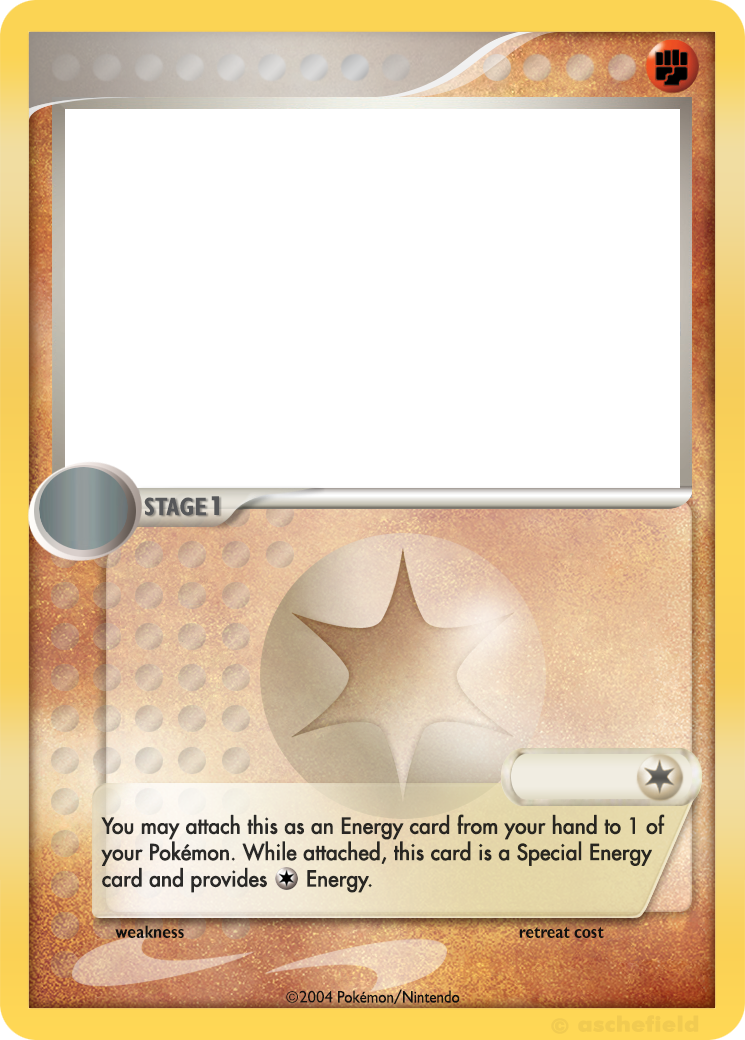 STAGE 1
You may attach this as an Energy card from your hand to 1 of
your Pokémon. While attached, this card is a Special Energy
card and provides Energy.
weakness
retreat cost
©2004 Pokémon/Nintendo
© aschefield